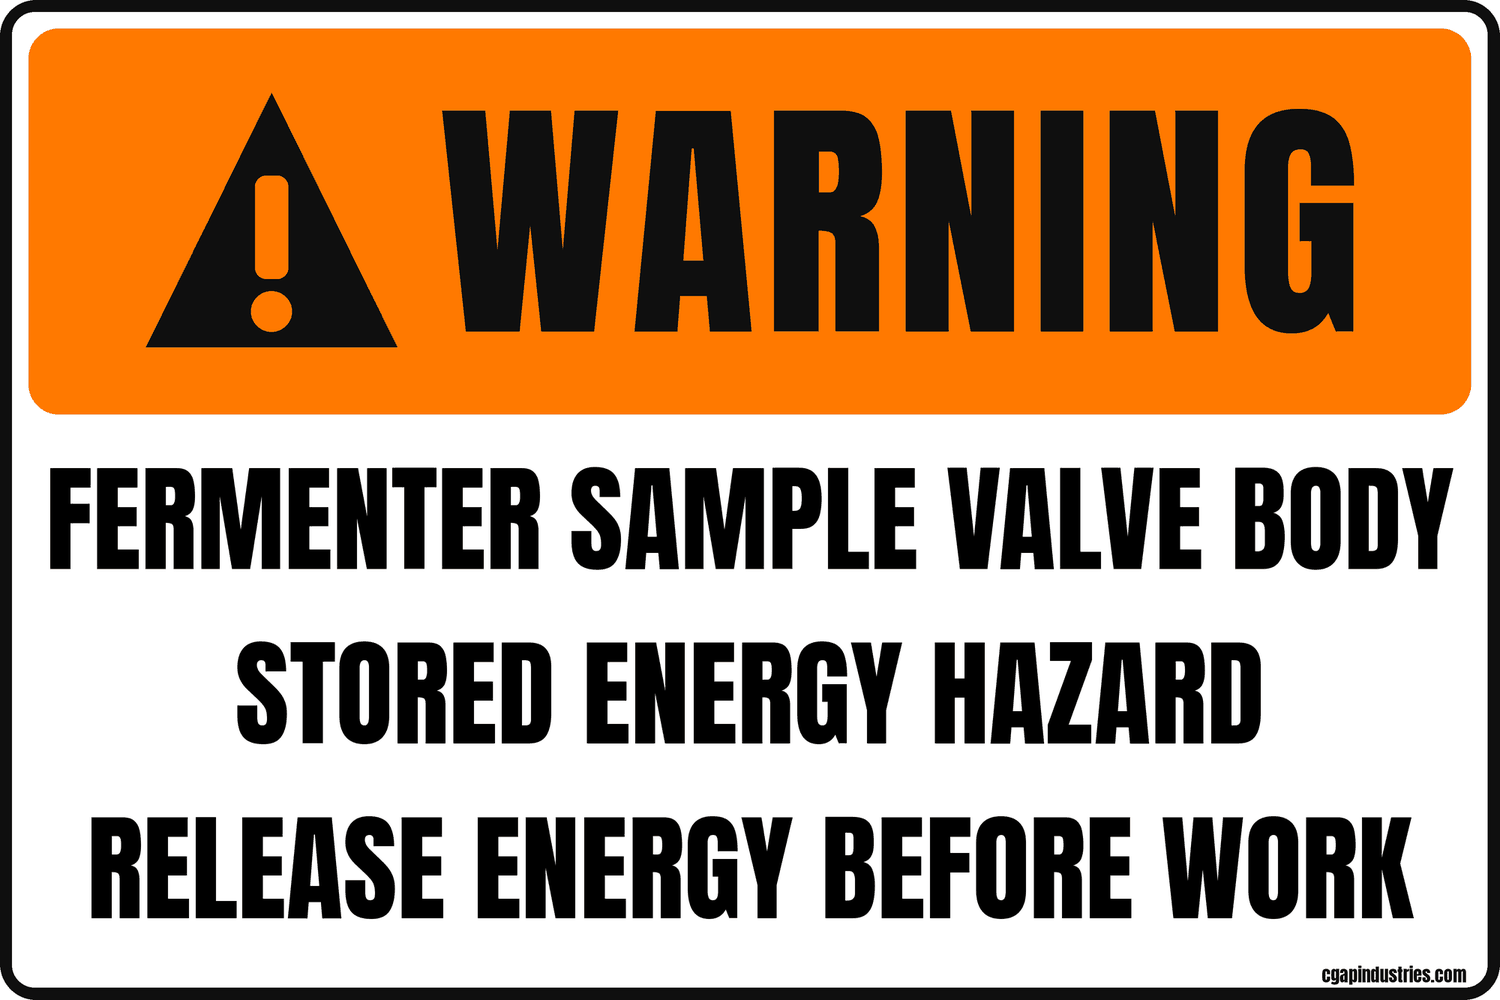 WARNING
FERMENTER SAMPLE VALVE BODY
STORED ENERGY HAZARD
RELEASE ENERGY BEFORE WORK
cgapindustries.com